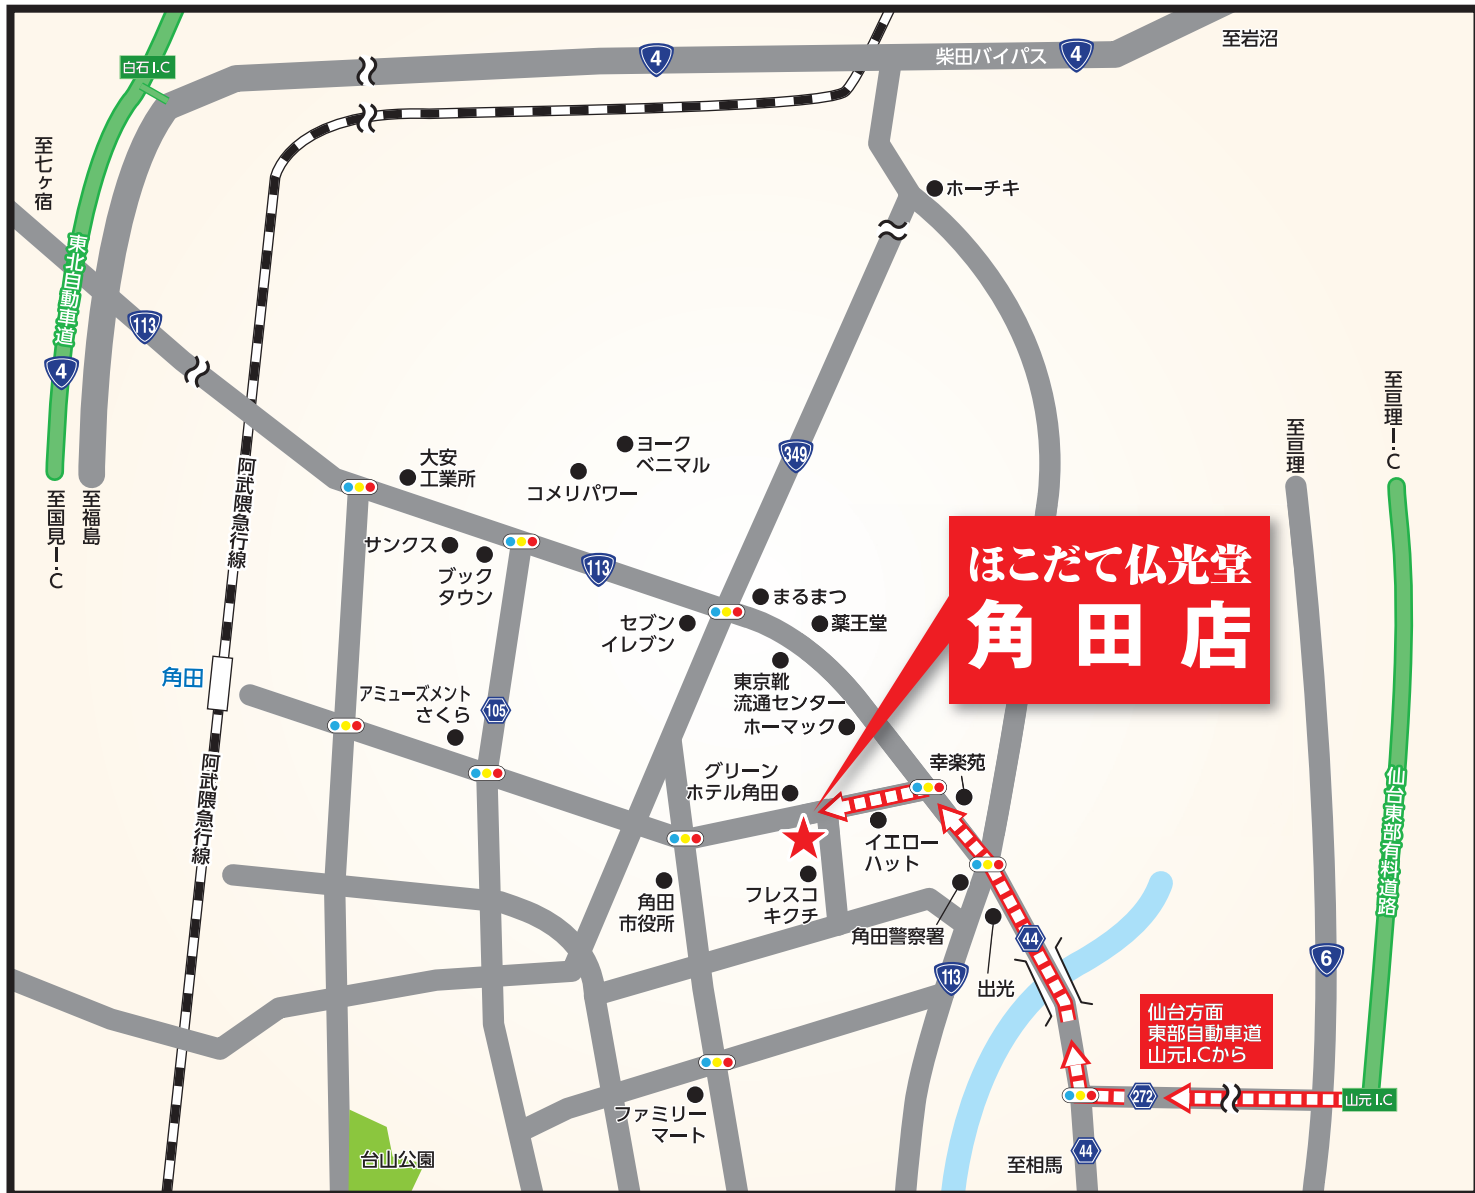 4
柴田バイパス
4
至岩沼
白石I.C
至七ヶ宿
ホーチキ
東北自動車道
113
4
至国見I・C
至福島
阿武隈急行線
大安
工業所
ヨーク
ベニマル
コメリパワー
349
至亘理
至亘理I・C
サンクス
ブック
タウン
113
ほこだて仏光堂
角田店
まるまつ
薬王堂
セブン
イレブン
東京靴
流通センター
ホーマック
角田
アミューズメント
さくら
105
阿武隈急行線
グリーン
ホテル角田
幸楽苑
イエロー
ハット
仙台東部有料道路
角田
市役所
フレスコ
キクチ
角田警察署
44
出光
113
6
仙台方面
東部自動車道
山元I.Cから
ファミリー
マート
272
山元I.C
台山公園
至相馬
44